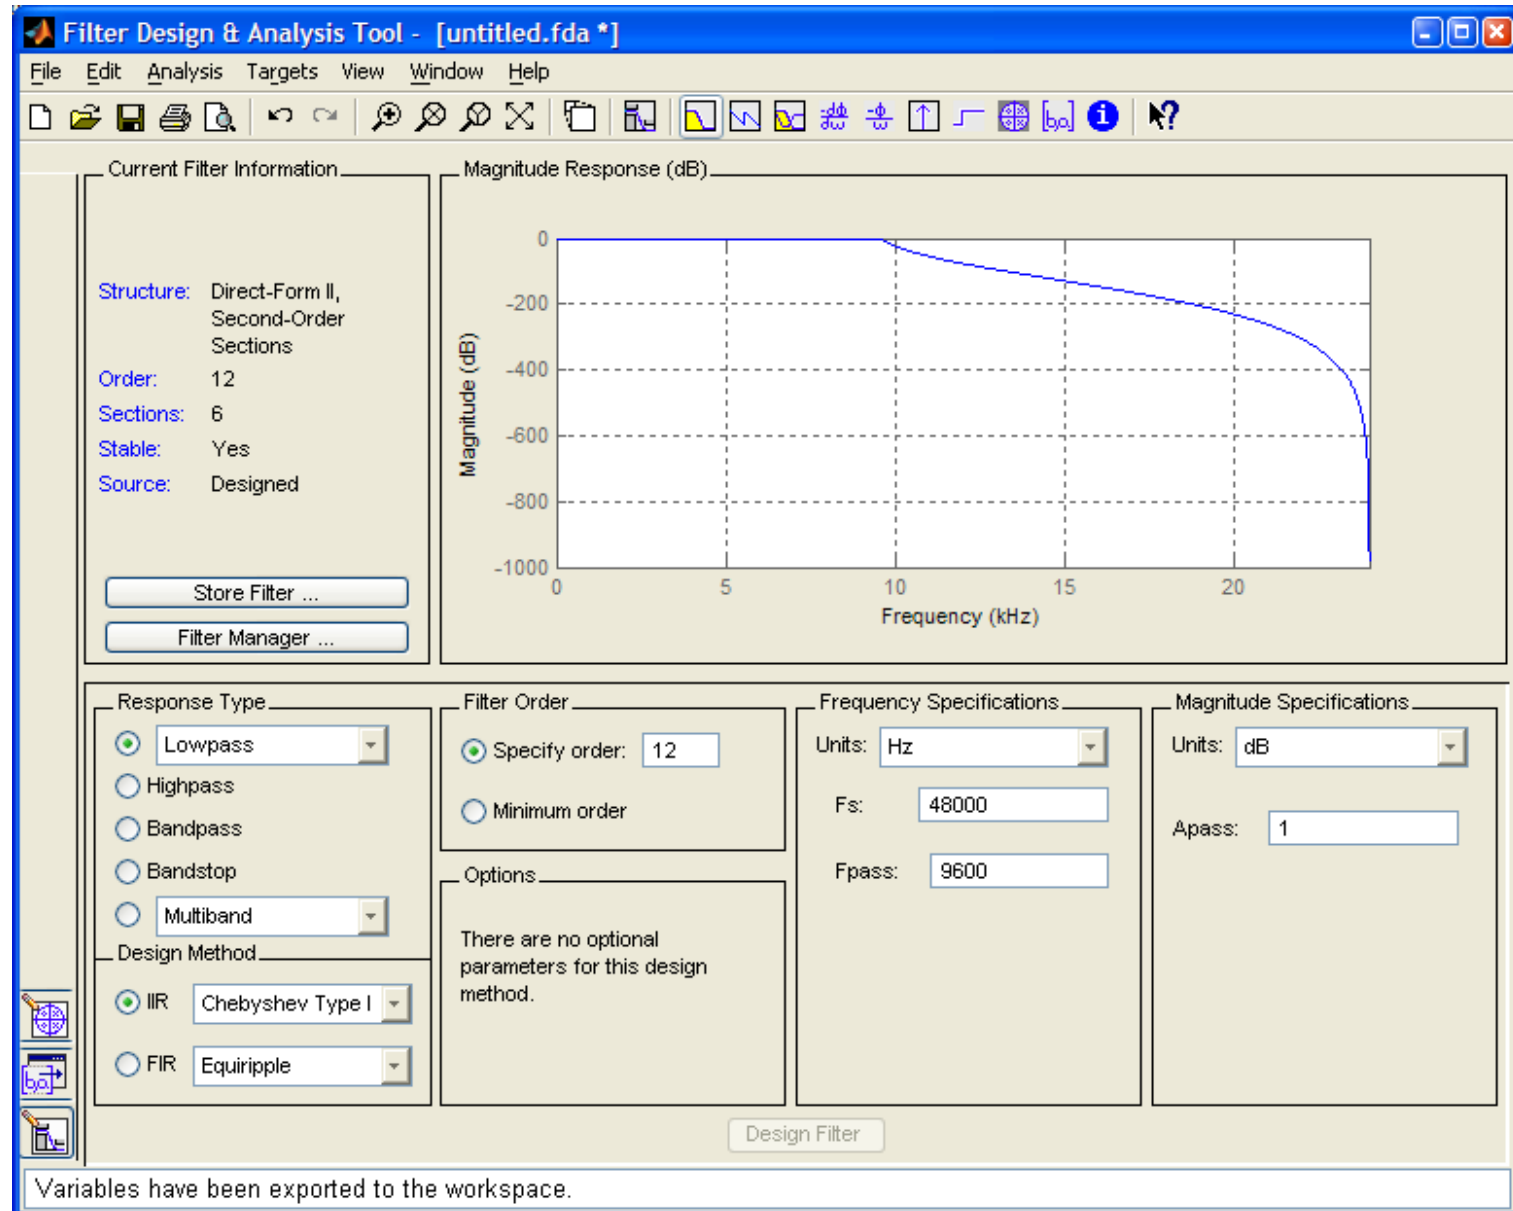 Filter Design & Analysis Tool - [untitled.fda *]
File Edit Analysis Targets View Window Help
Current Filter Information
Structure: Direct-Form II,
Second-Order
Sections
Order: 12
Sections: 6
Stable: Yes
Source: Designed
Store Filter ...
Filter Manager ...
Magnitude Response (dB)
0
-200
-400
-600
-800
-1000
Magnitude (dB)
0 5 10 15 20
Frequency (kHz)
Response Type
Lowpass
Highpass
Bandpass
Bandstop
Multiband
Design Method
IIR Chebyshev Type I
FIR Equiripple
Filter Order
Specify order: 12
Minimum order
Options
There are no optional
parameters for this design
method.
Frequency Specifications
Units: Hz
Fs: 48000
Fpass: 9600
Magnitude Specifications
Units: dB
Apass: 1
Design Filter
Variables have been exported to the workspace.